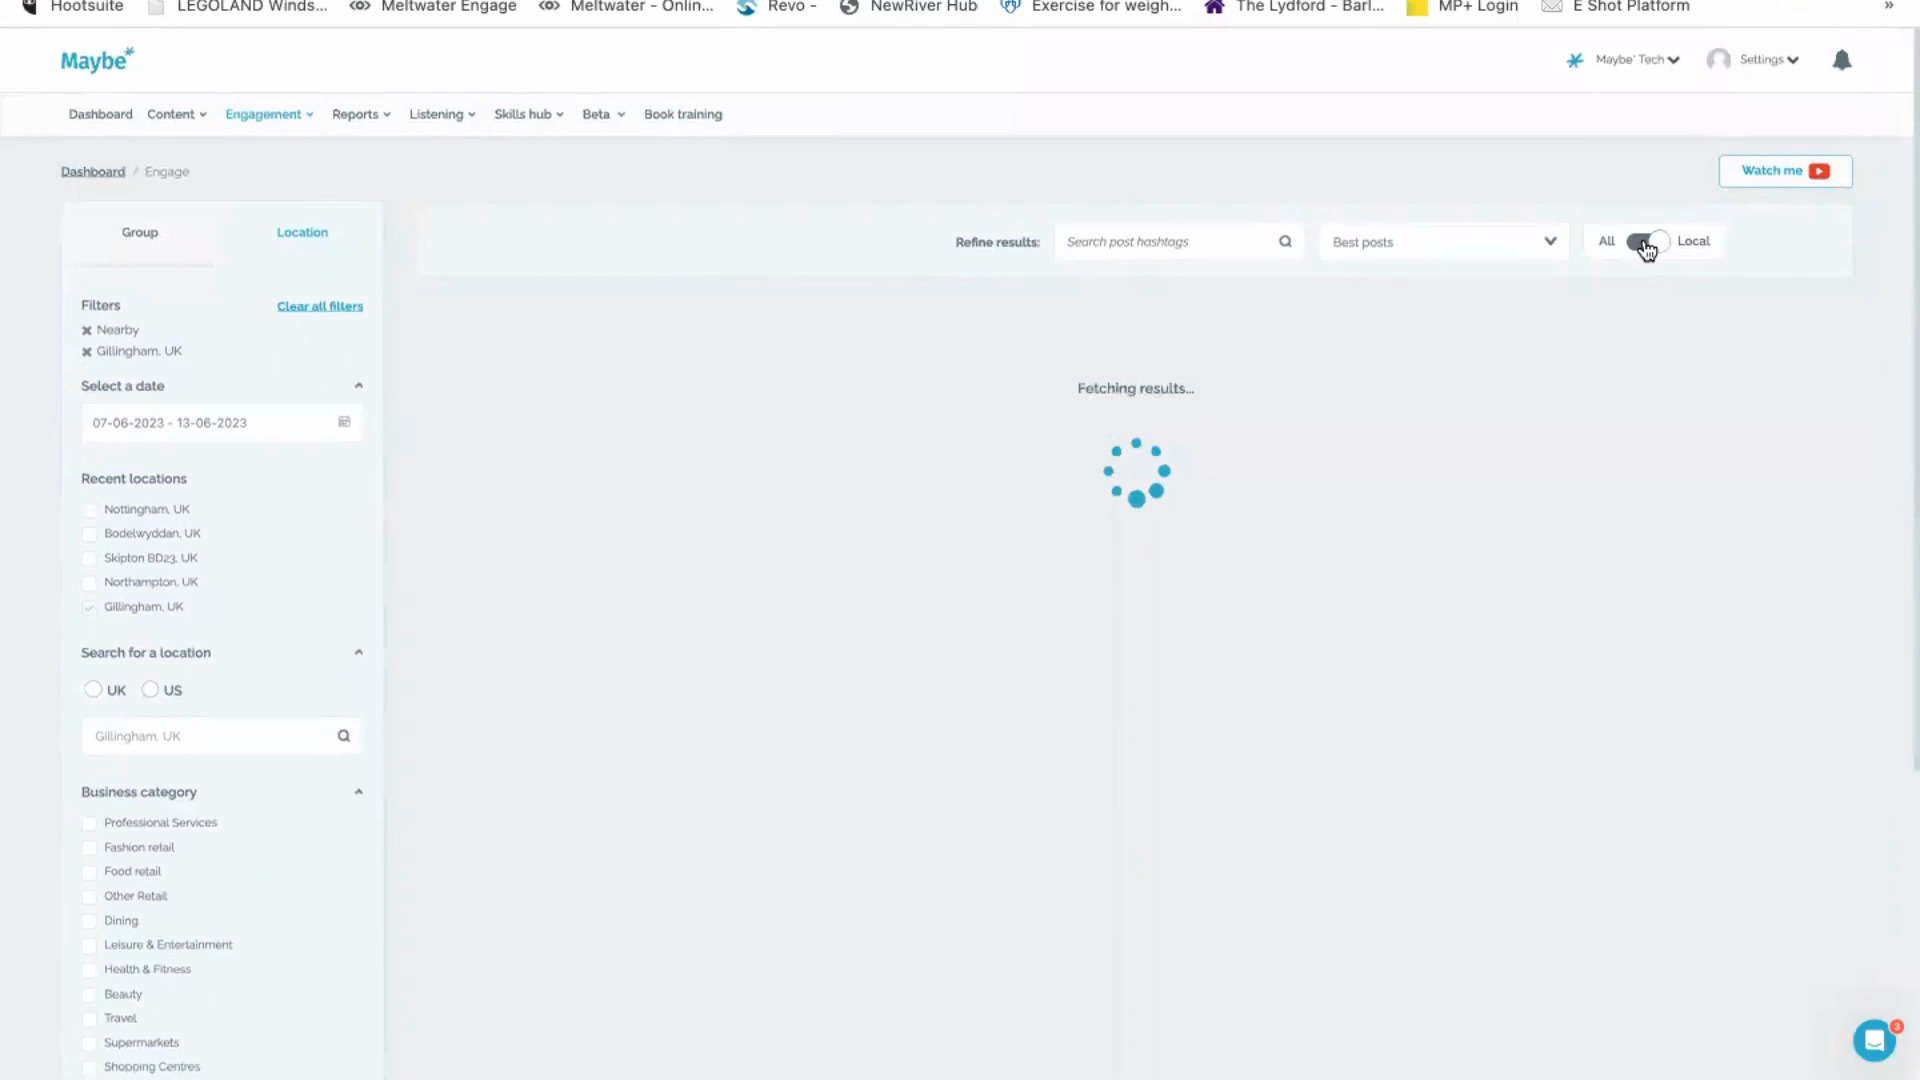 Hootsuite LEGOLAND Winds... Meltwater Engage Meltwater - Onlin... Revo - NewRiver Hub Exercise for weigh... The Lydford - Barl... MP+ Login E Shot Platform »
Maybe*
Maybe* Tech Settings
Dashboard Content Engagement Reports Listening Skills hub Beta Book training
Dashboard / Engage
Watch me
Group Location
Refine results: Search post hashtags Best posts All Local
Filters Clear all filters
Nearby
Gillingham, UK
Select a date
Fetching results...
07-06-2023 - 13-06-2023
Recent locations
Nottingham, UK
Bodelwyddan, UK
Skipton BD23, UK
Northampton, UK
Gillingham, UK
Search for a location
UK US
Gillingham, UK
Business category
Professional Services
Fashion retail
Food retail
Other Retail
Dining
Leisure & Entertainment
Health & Fitness
Beauty
Travel
3
Supermarkets
Shopping Centres